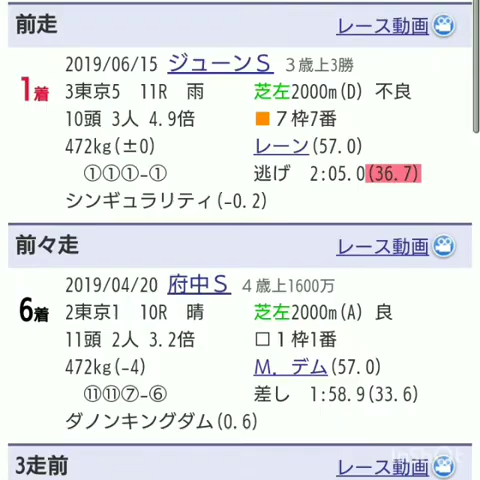 前走 レース動画
1着 2019/06/15 ジューンS 3歳上3勝
3東京5 11R 雨 芝左2000m(D) 不良
10頭 3人 4.9倍 7枠7番
472kg(±0) レーン(57.0)
①①①-① 逃げ 2:05.0(36.7)
シンギュラリティ(-0.2)
前々走 レース動画
6着 2019/04/20 府中S 4歳上1600万
2東京1 10R 晴 芝左2000m(A) 良
11頭 2人 3.2倍 1枠1番
472kg(-4) M.デム(57.0)
⑪⑪⑦-⑥ 差し 1:58.9(33.6)
ダノンキングダム(0.6)
3走前 レース動画
InShot